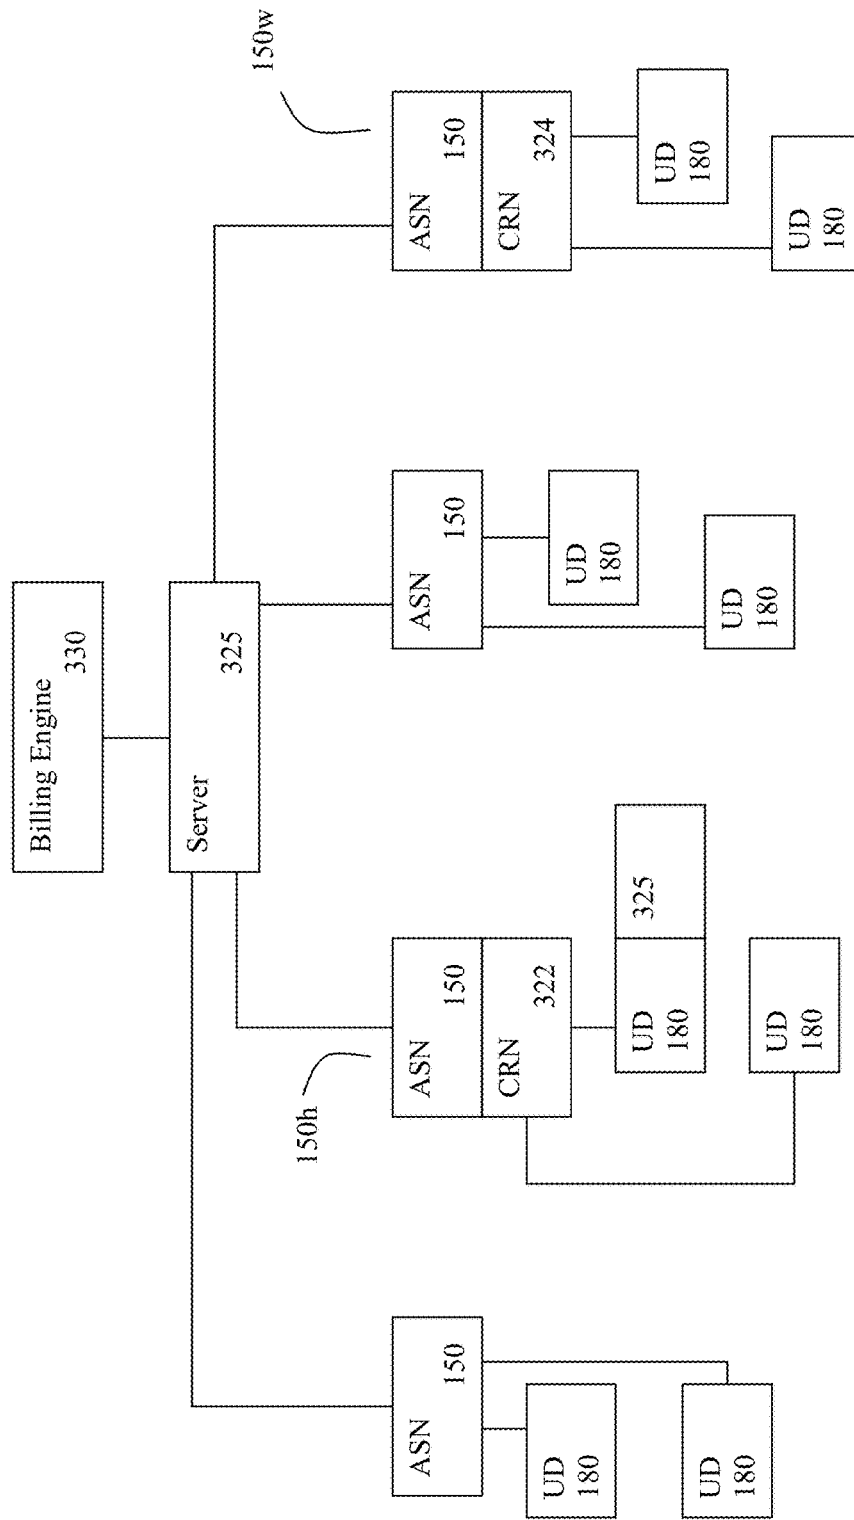 Billing Engine
330
Server
325
150h
150w
ASN
150
ASN
150
CRN
322
ASN
150
ASN
150
CRN
324
UD
180
UD
180
UD
180
325
UD
180
UD
180
UD
180
UD
180
UD
180